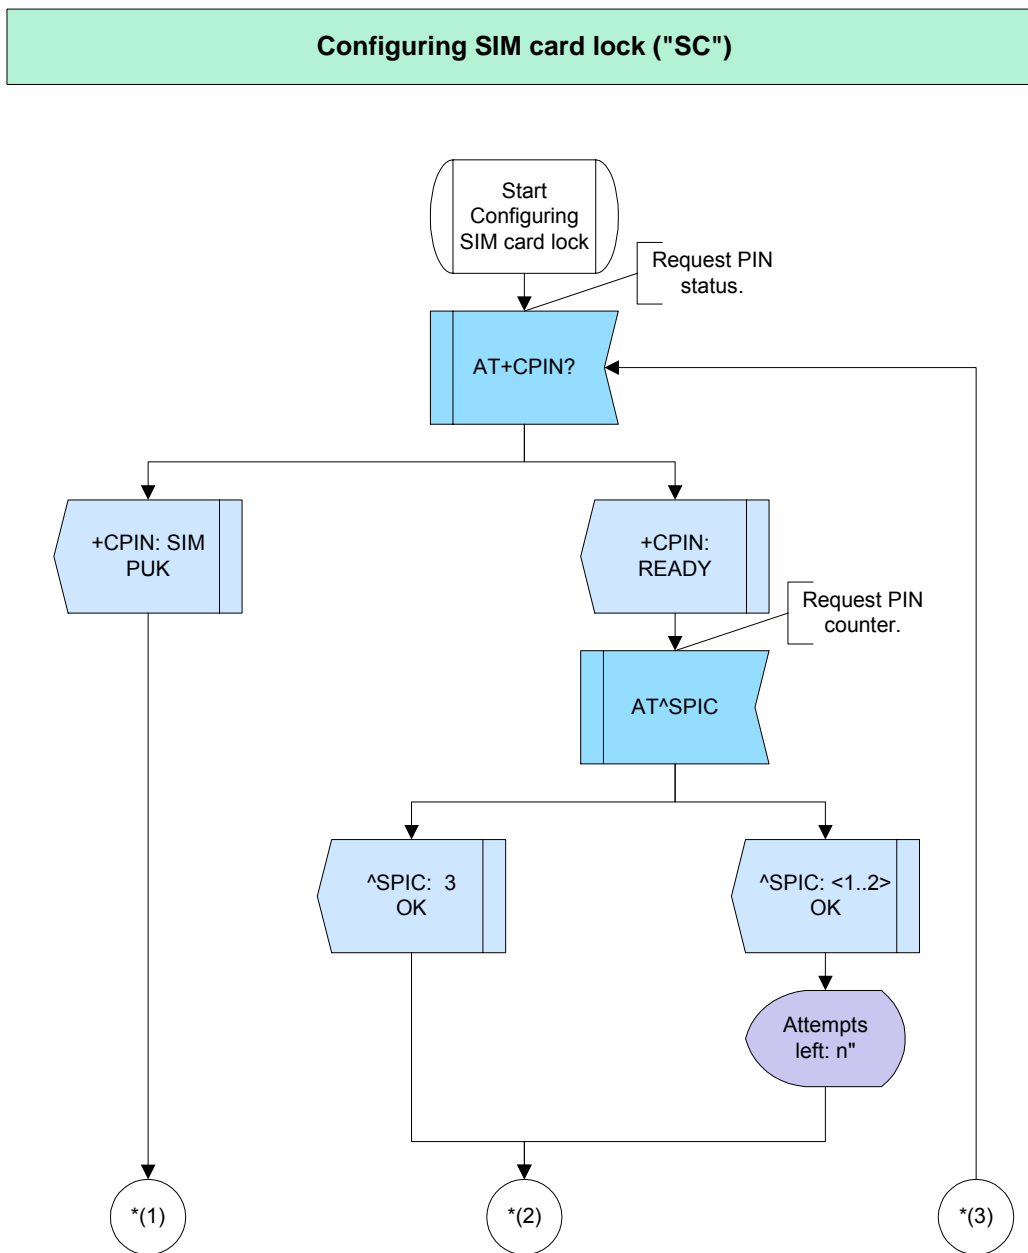 Configuring SIM card lock ("SC")
Start
Configuring
SIM card lock
Request PIN
status.
AT+CPIN?
+CPIN: SIM
PUK
+CPIN:
READY
Request PIN
counter.
AT^SPIC
^SPIC:  3
OK
^SPIC: <1..2>
OK
Attempts
left: n"
*(1)
*(2)
*(3)